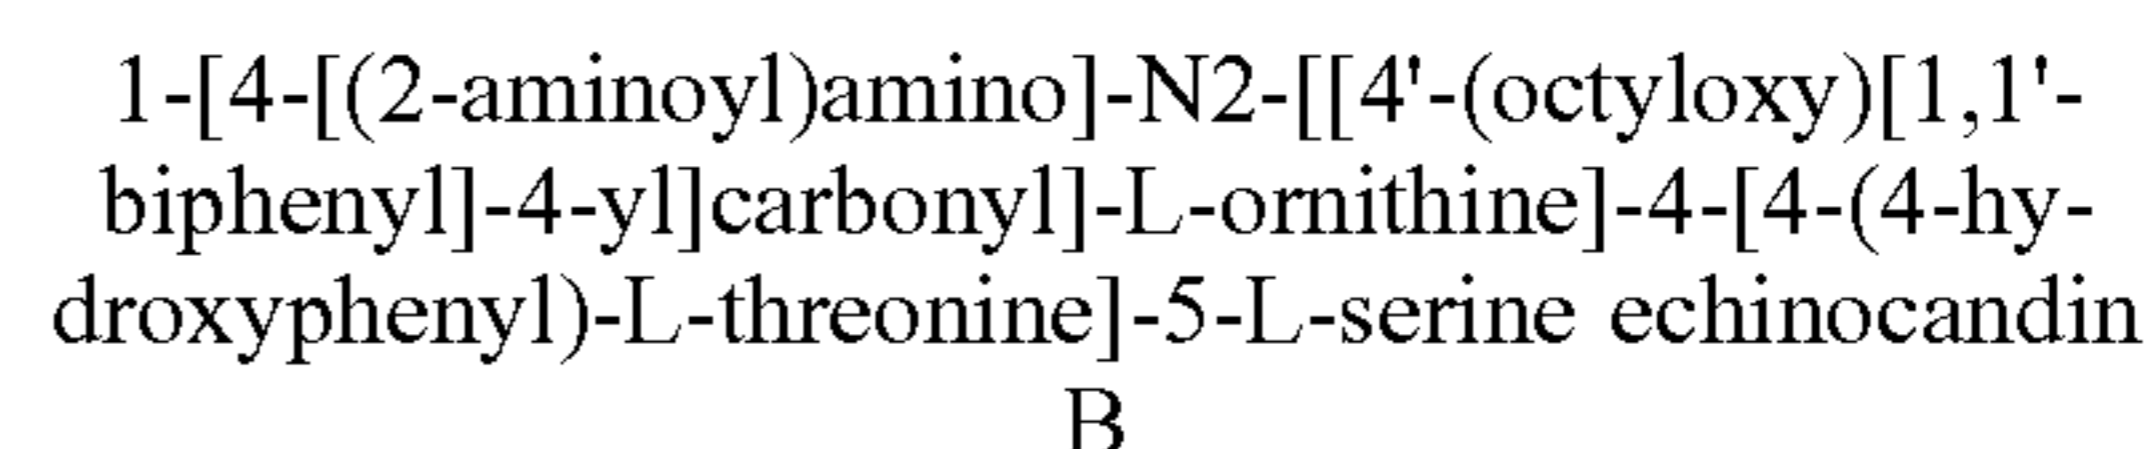 1-[4-[(2-aminoyl)amino]-N2-[[4'-(octyloxy)[1,1'-
biphenyl]-4-yl]carbonyl]-L-ornithine]-4-[4-(4-hy-
droxyphenyl)-L-threonine]-5-L-serine echinocandin
B